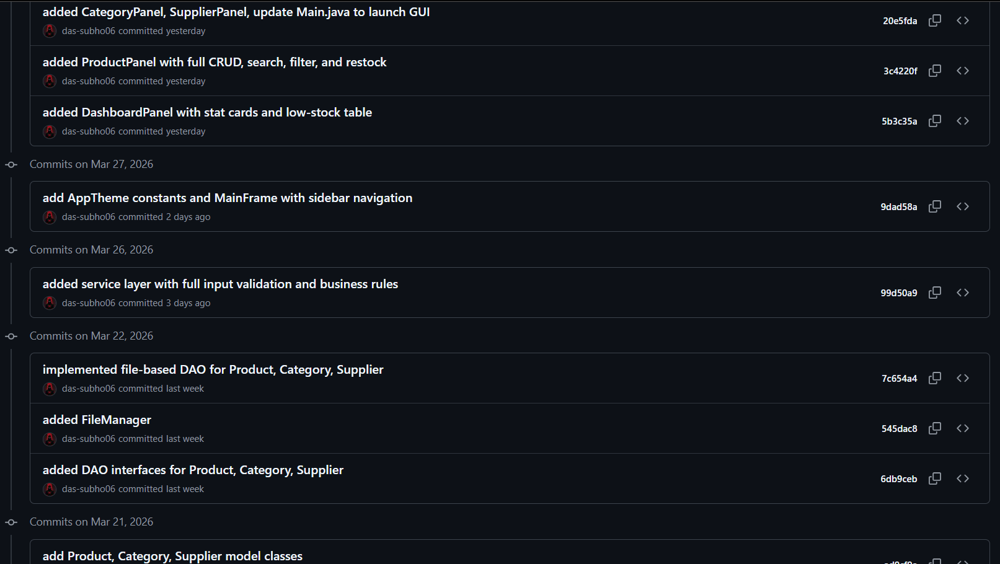 added CategoryPanel, SupplierPanel, update Main.java to launch GUI
das-subho06 committed yesterday
20e5fda
added ProductPanel with full CRUD, search, filter, and restock
das-subho06 committed yesterday
3c4220f
added DashboardPanel with stat cards and low-stock table
das-subho06 committed yesterday
5b3c35a
Commits on Mar 27, 2026
add AppTheme constants and MainFrame with sidebar navigation
das-subho06 committed 2 days ago
9dad58a
Commits on Mar 26, 2026
added service layer with full input validation and business rules
das-subho06 committed 3 days ago
99d50a9
Commits on Mar 22, 2026
implemented file-based DAO for Product, Category, Supplier
das-subho06 committed last week
7c654a4
added FileManager
das-subho06 committed last week
545dac8
added DAO interfaces for Product, Category, Supplier
das-subho06 committed last week
6db9ceb
Commits on Mar 21, 2026
add Product, Category, Supplier model classes